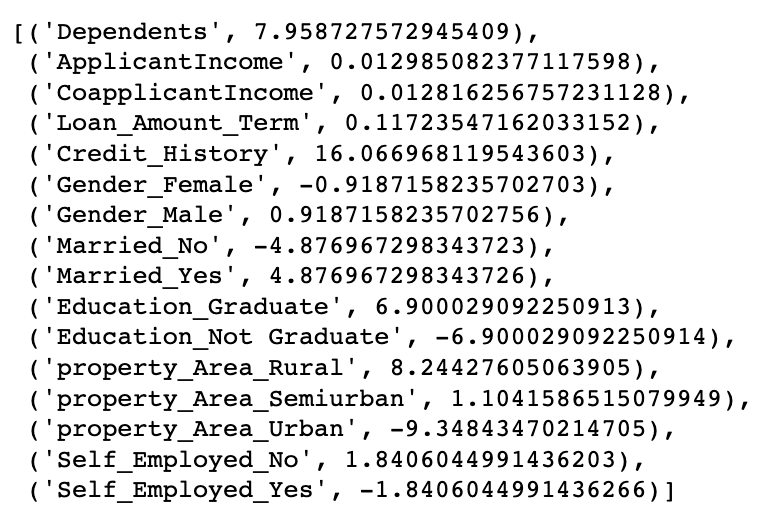 [('Dependents', 7.958727572945409),
('ApplicantIncome', 0.012985082377117598),
('CoapplicantIncome', 0.012816256757231128),
('Loan_Amount_Term', 0.11723547162033152),
('Credit_History', 16.066968119543603),
('Gender_Female', -0.9187158235702703),
('Gender_Male', 0.9187158235702756),
('Married_No', -4.876967298343723),
('Married_Yes', 4.876967298343726),
('Education_Graduate', 6.900029092250913),
('Education_Not Graduate', -6.900029092250914),
('property_Area_Rural', 8.24427605063905),
('property_Area_Semiurban', 1.1041586515079949),
('property_Area_Urban', -9.34843470214705),
('Self_Employed_No', 1.8406044991436203),
('Self_Employed_Yes', -1.8406044991436266)]